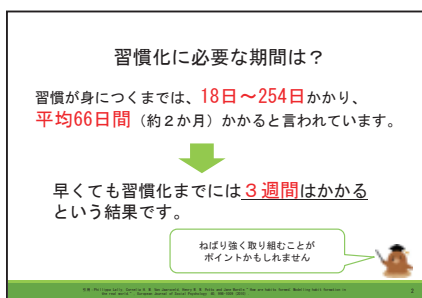 習慣化に必要な期間は？
習慣が身につくまでは、18日～254日かかり、
平均66日間（約２か月）かかると言われています。
早くても習慣化までには３週間はかかる
という結果です。
ねばり強く取り組むことが
ポイントかもしれません
2